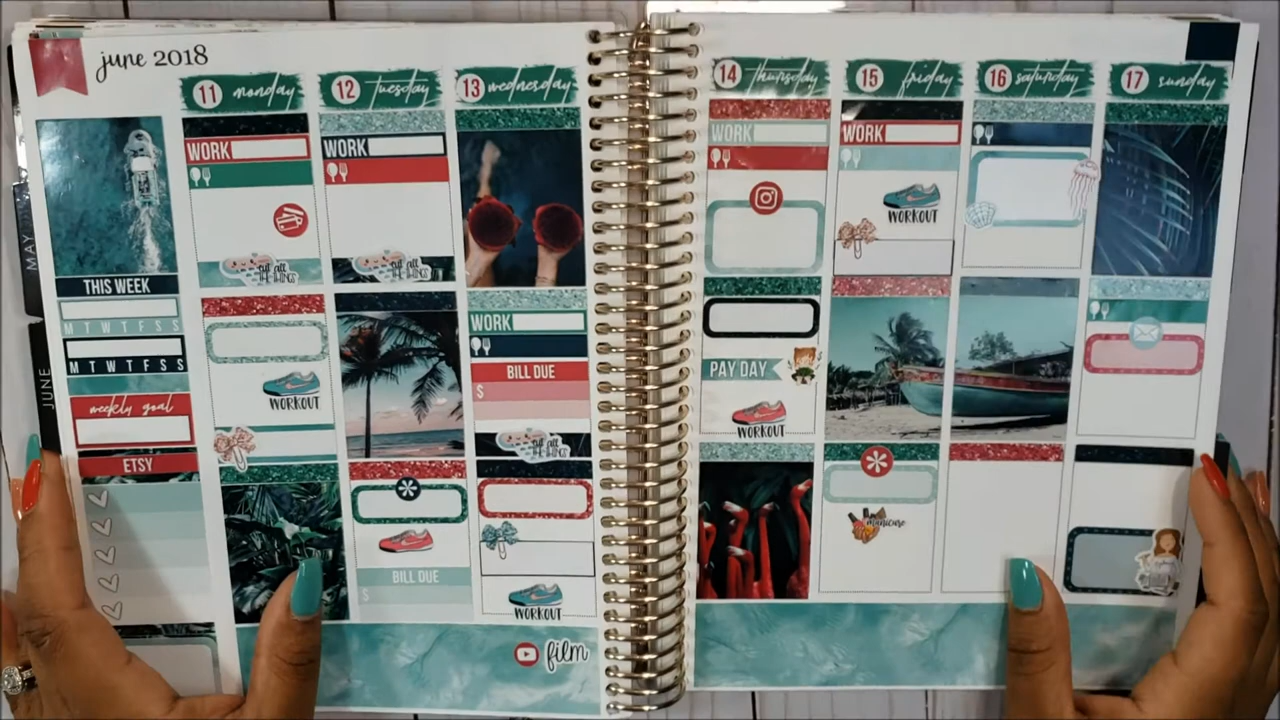 june 2018
11 monday
12 tuesday
13 wednesday
14 thursday
15 friday
16 saturday
17 sunday
WORK
WORK
WORK
WORK
WORKOUT
THIS WEEK
M T W T F S S
M T W T F S S
weekly goal
ETSY
WORKOUT
WORK
BILL DUE
$
BILL DUE
$
WORKOUT
film
PAY DAY
WORKOUT
manicure
MAY
JUNE